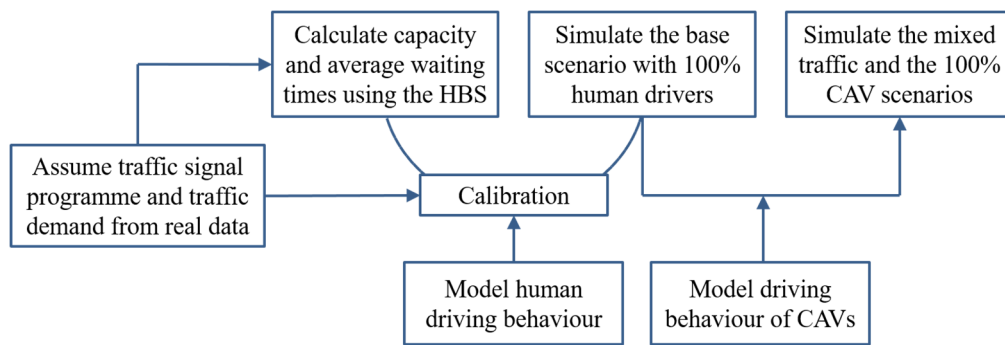 Calculate capacity
and average waiting
times using the HBS
Simulate the base
scenario with 100%
human drivers
Simulate the mixed
traffic and the 100%
CAV scenarios
Assume traffic signal
programme and traffic
demand from real data
Calibration
Model human
driving behaviour
Model driving
behaviour of CAVs